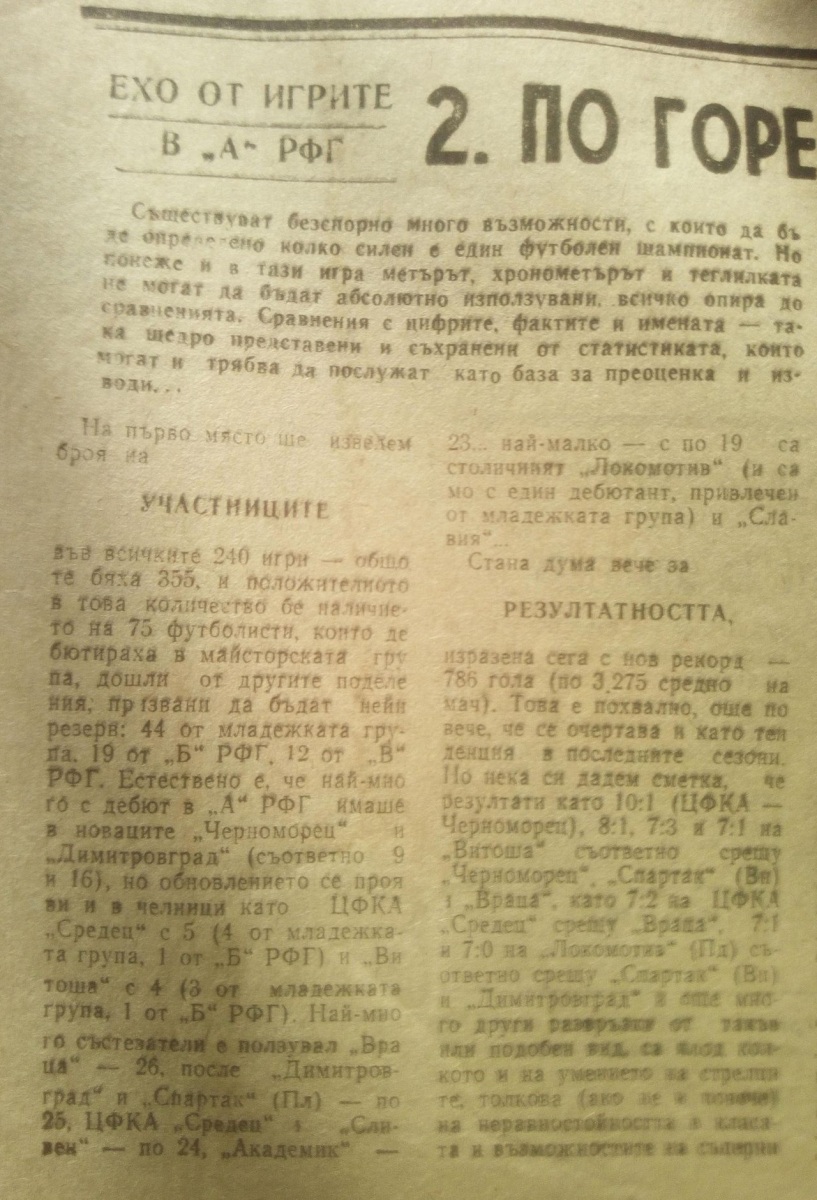 ЕХО ОТ ИГРИТЕ
В „А“ РФГ
2. ПО ГОРЕ
Съществуват безспорно много възможности, с които да бъ
де определено колко силен е един футболен шампионат. Но
понеже и в тази игра метърът, хронометърът и теглилката
не могат да бъдат абсолютно използувани, всичко опира до
сравненията. Сравнения с цифрите, фактите и имената — та-
ка щедро представени и съхранени от статистиката, които
могат и трябва да послужат като база за преоценка и из-
води...
На първо място ще изведем
броя на
УЧАСТНИЦИТЕ
във всичките 240 игри — общо
те бяха 355, и положителното
в това количество бе наличие-
то на 75 футболисти, които де
бютираха в майсторската гру
па, дошли от другите поделе
ния, призвани да бъдат неин
резерв: 44 от младежката гру-
па, 19 от „Б“ РФГ, 12 от „В“
РФГ. Естествено е, че най-мно
го с дебют в „А“ РФГ имаше
в новаците „Черноморец“ и
„Димитровград“ (съответно 9
и 16), но обновлението се проя
ви и в челници като ЦФКА
„Средец“ с 5 (4 от младежка-
та група, 1 от „Б“ РФГ) и „Ви
тоша“ с 4 (3 от младежката
група, 1 от „Б“ РФГ). Най-мно
го състезатели е ползувал „Вра
ца“ — 26, после „Димитров-
град“ и „Спартак“ (Пл) — по
25, ЦФКА „Средец“ и „Сли-
вен“ — по 24, „Академик“ —
23... най-малко — с по 19 са
столичният „Локомотив“ (и са
мо с един дебютант, привлечен
от младежката група) и „Сла-
вия“...
Стана дума вече за
РЕЗУЛТАТНОСТТА,
изразена сега с нов рекорд —
786 гола (по 3,275 средно на
мач). Това е похвално, още по
вече, че се очертава и като тен
денция в последните сезони.
Но нека си дадем сметка, че
резултати като 10:1 (ЦФКА —
Черноморец), 8:1, 7:3 и 7:1 на
„Витоша“ съответно срещу
„Черноморец“, „Спартак“ (Вн)
и „Враца“, като 7:2 на ЦФКА
„Средец“ срещу „Враца“, 7:1
и 7:0 на „Локомотив“ (Пд) съ-
ответно срещу „Спартак“ (Вн)
и „Димитровград“ и още мно-
го други развръзки от такъв
или подобен вид, са плод кол-
кото и на умението на стрелци
те, толкова (ако не и повече)
на неравностойността в класа-
та и възможностите на съперни